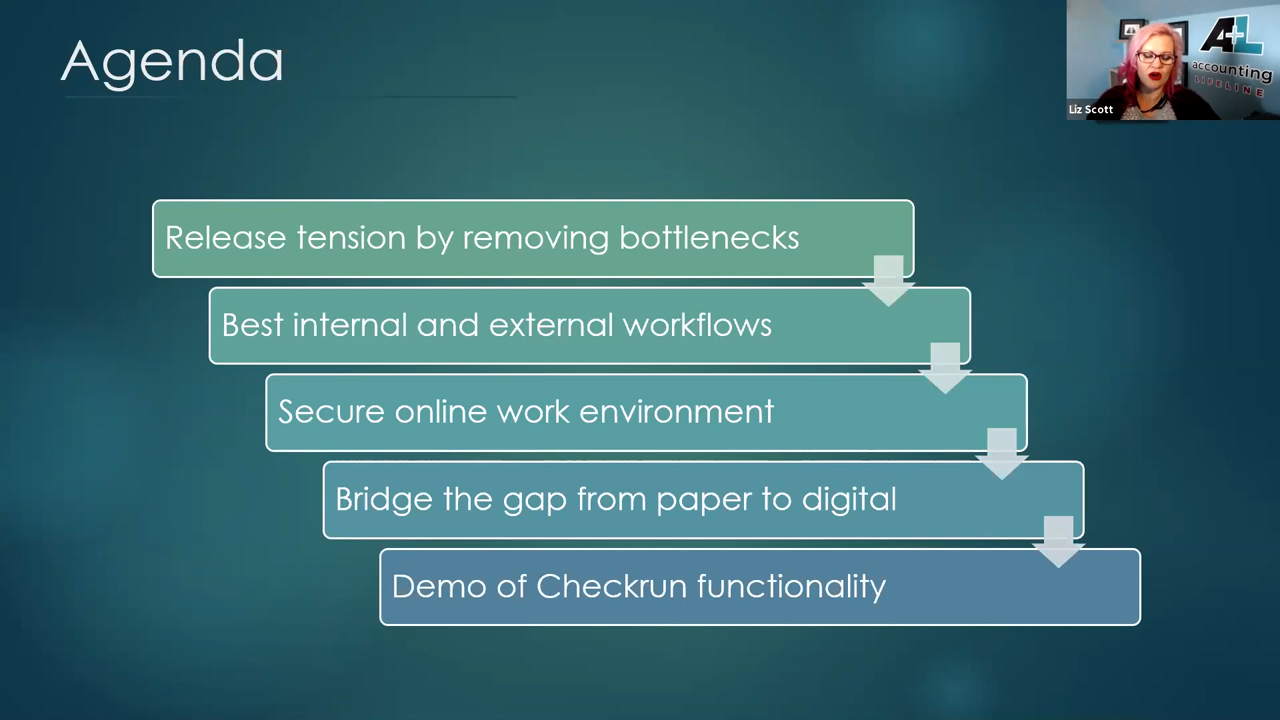 Agenda
A+L
accounting
LIFELINE
Liz Scott
Release tension by removing bottlenecks
Best internal and external workflows
Secure online work environment
Bridge the gap from paper to digital
Demo of Checkrun functionality